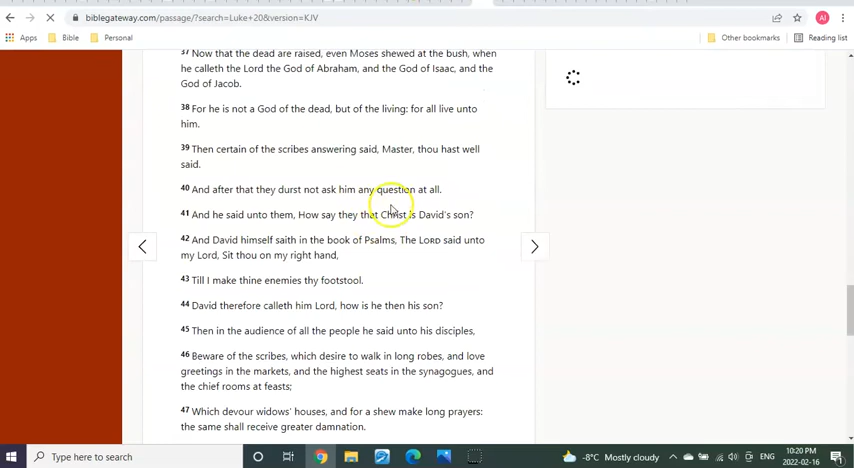 biblegateway.com/passage/?search=Luke+20&version=KJV
Apps Bible Personal Other bookmarks Reading list
37 Now that the dead are raised, even Moses shewed at the bush, when
he calleth the Lord the God of Abraham, and the God of Isaac, and the
God of Jacob.
38 For he is not a God of the dead, but of the living: for all live unto
him.
39 Then certain of the scribes answering said, Master, thou hast well
said.
40 And after that they durst not ask him any question at all.
41 And he said unto them, How say they that Christ is David's son?
42 And David himself saith in the book of Psalms, The LORD said unto
my Lord, Sit thou on my right hand,
43 Till I make thine enemies thy footstool.
44 David therefore calleth him Lord, how is he then his son?
45 Then in the audience of all the people he said unto his disciples,
46 Beware of the scribes, which desire to walk in long robes, and love
greetings in the markets, and the highest seats in the synagogues, and
the chief rooms at feasts;
47 Which devour widows' houses, and for a shew make long prayers:
the same shall receive greater damnation.
Type here to search -8°C Mostly cloudy ENG 10:20 PM
2022-02-16